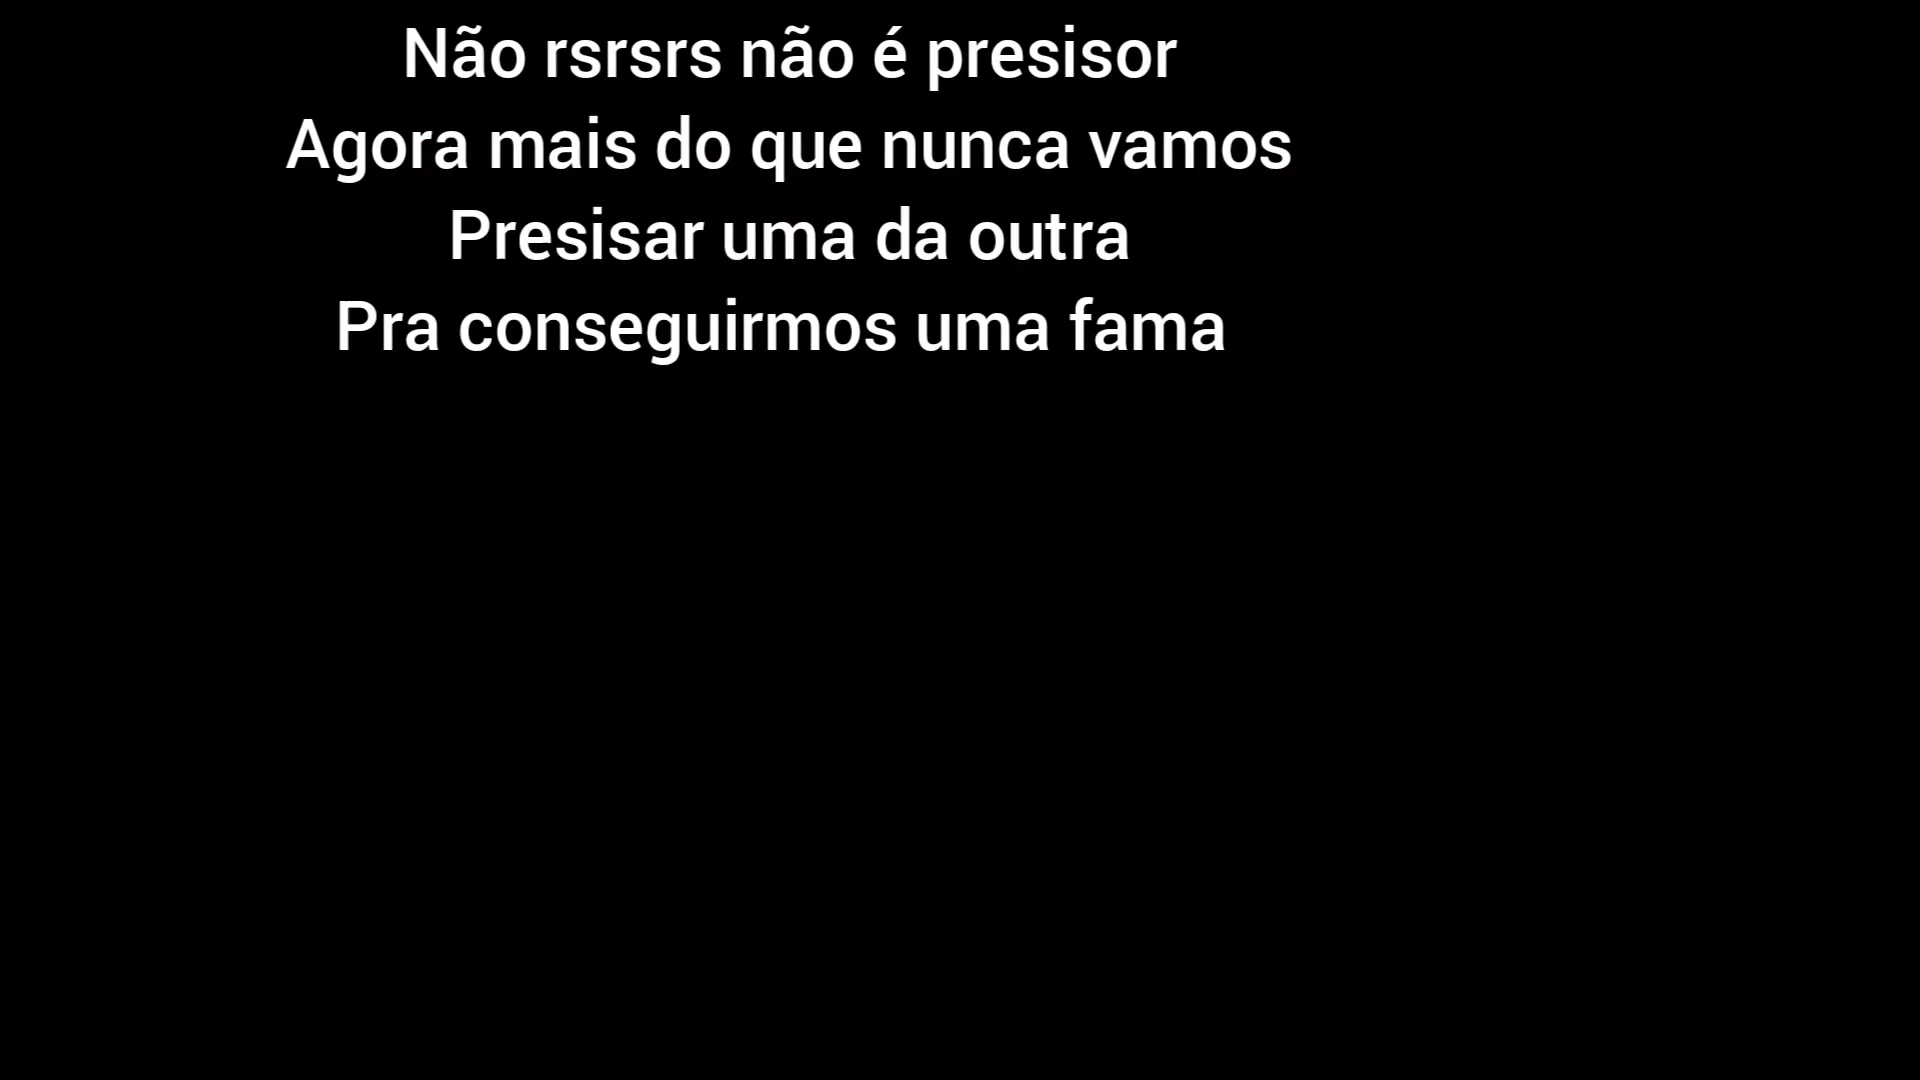 Não rsrsrs não é presisor
Agora mais do que nunca vamos
Presisar uma da outra
Pra conseguirmos uma fama